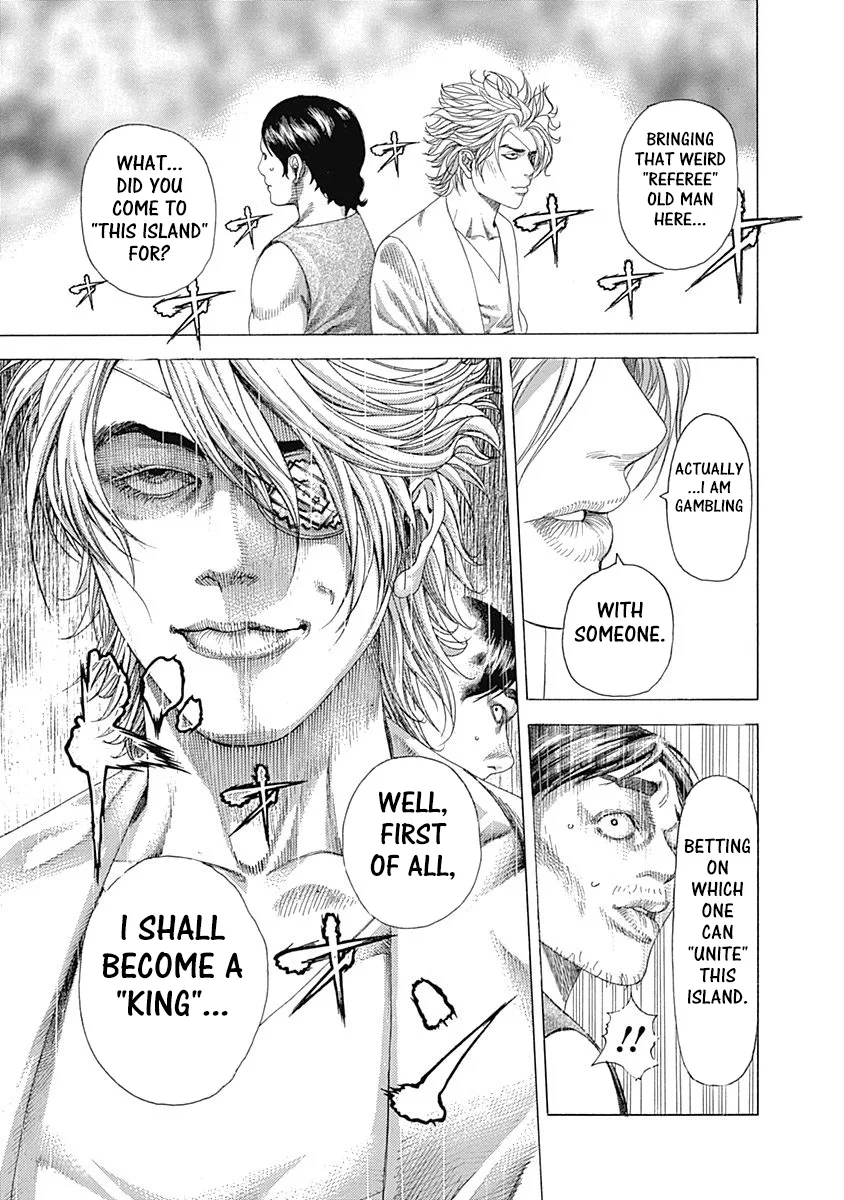 BRINGING
THAT WEIRD
"REFEREE"
OLD MAN
HERE...
WHAT...
DID YOU
COME TO
"THIS ISLAND"
FOR?
ACTUALLY
...I AM
GAMBLING
WITH
SOMEONE.
BETTING
ON
WHICH
ONE
CAN
"UNITE"
THIS
ISLAND.
!!
WELL,
FIRST
OF ALL,
I SHALL
BECOME A
"KING"...